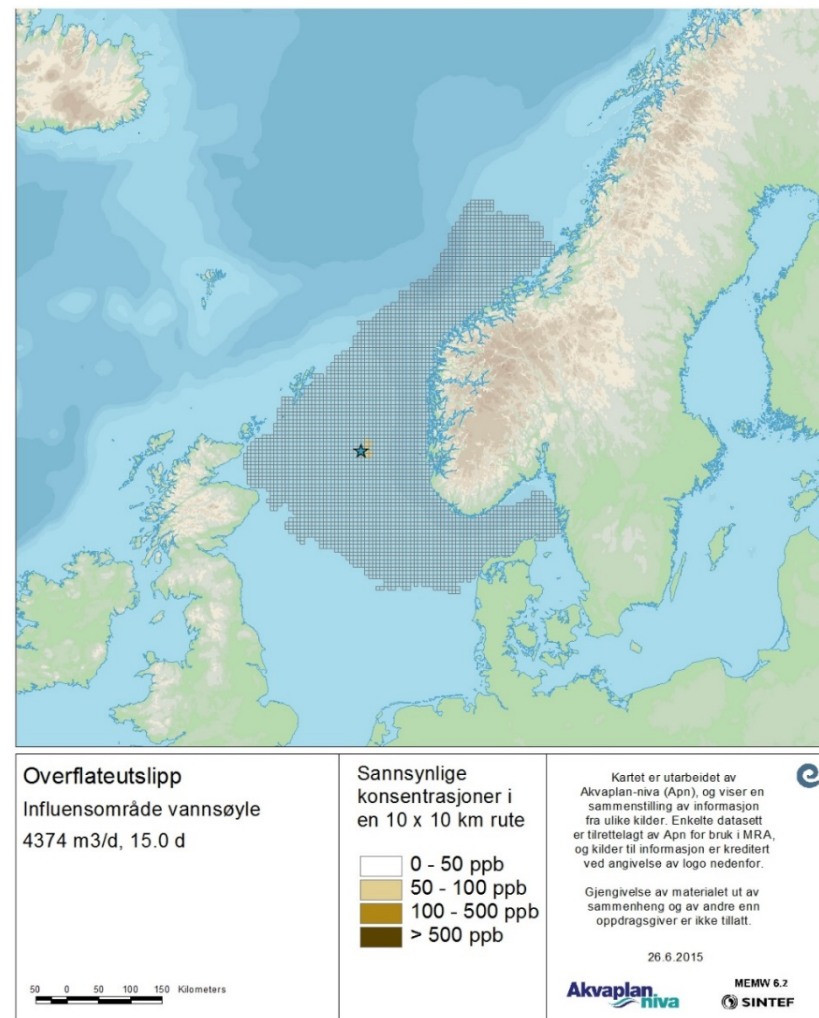 Overflateutslipp
Influensområde vannsøyle
4374 m3/d, 15.0 d
50 0 50 100 150 Kilometers
Sannsynlige
konsentrasjoner i
en 10 x 10 km rute
0 - 50 ppb
50 - 100 ppb
100 - 500 ppb
> 500 ppb
Kartet er utarbeidet av
Akvaplan-niva (Apn), og viser en
sammenstilling av informasjon
fra ulike kilder. Enkelte datasett
er tilrettelagt av Apn for bruk i MRA,
og kilder til informasjon er kreditert
ved angivelse av logo nedenfor.
Gjengivelse av materialet ut av
sammenheng og av andre enn
oppdragsgiver er ikke tillatt.
26.6.2015
Akvaplan
niva
MEMW 6.2
SINTEF